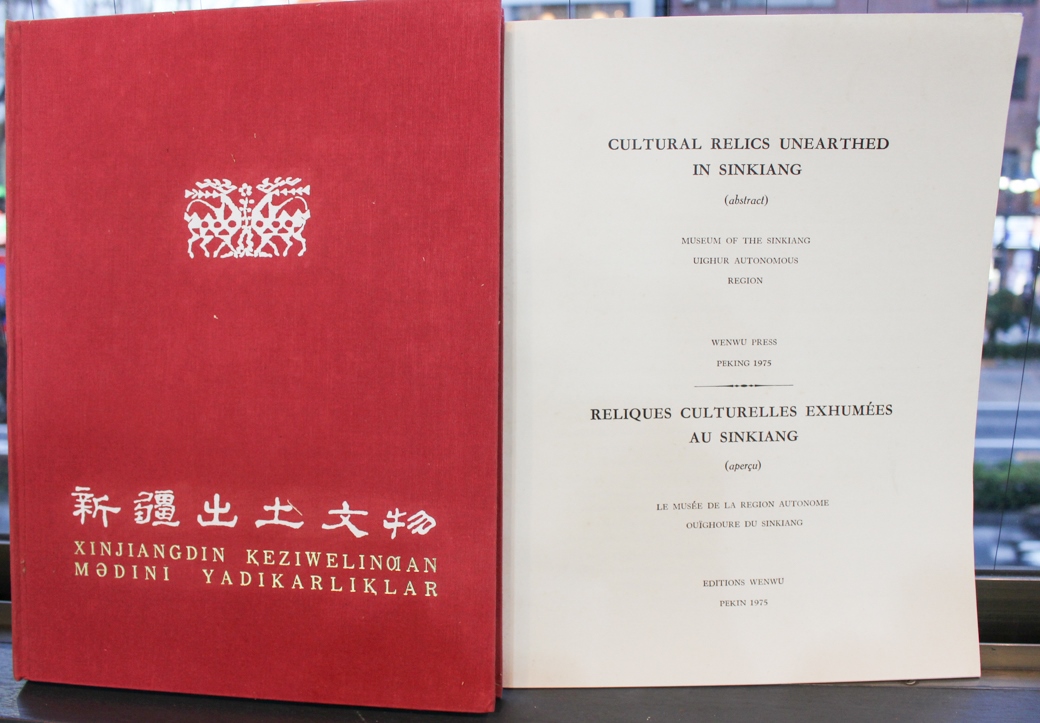 新疆出土文物
XINJIANGDIN ⱪEZIWELINƢAN
MƏDINI YADIKARLIⱪLAR
CULTURAL RELICS UNEARTHED
IN SINKIANG
(abstract)
MUSEUM OF THE SINKIANG
UIGHUR AUTONOMOUS
REGION
WENWU PRESS
PEKING 1975
RELIQUES CULTURELLES EXHUMÉES
AU SINKIANG
(aperçu)
LE MUSÉE DE LA REGION AUTONOME
OUÏGHOURE DU SINKIANG
EDITIONS WENWU
PEKIN 1975